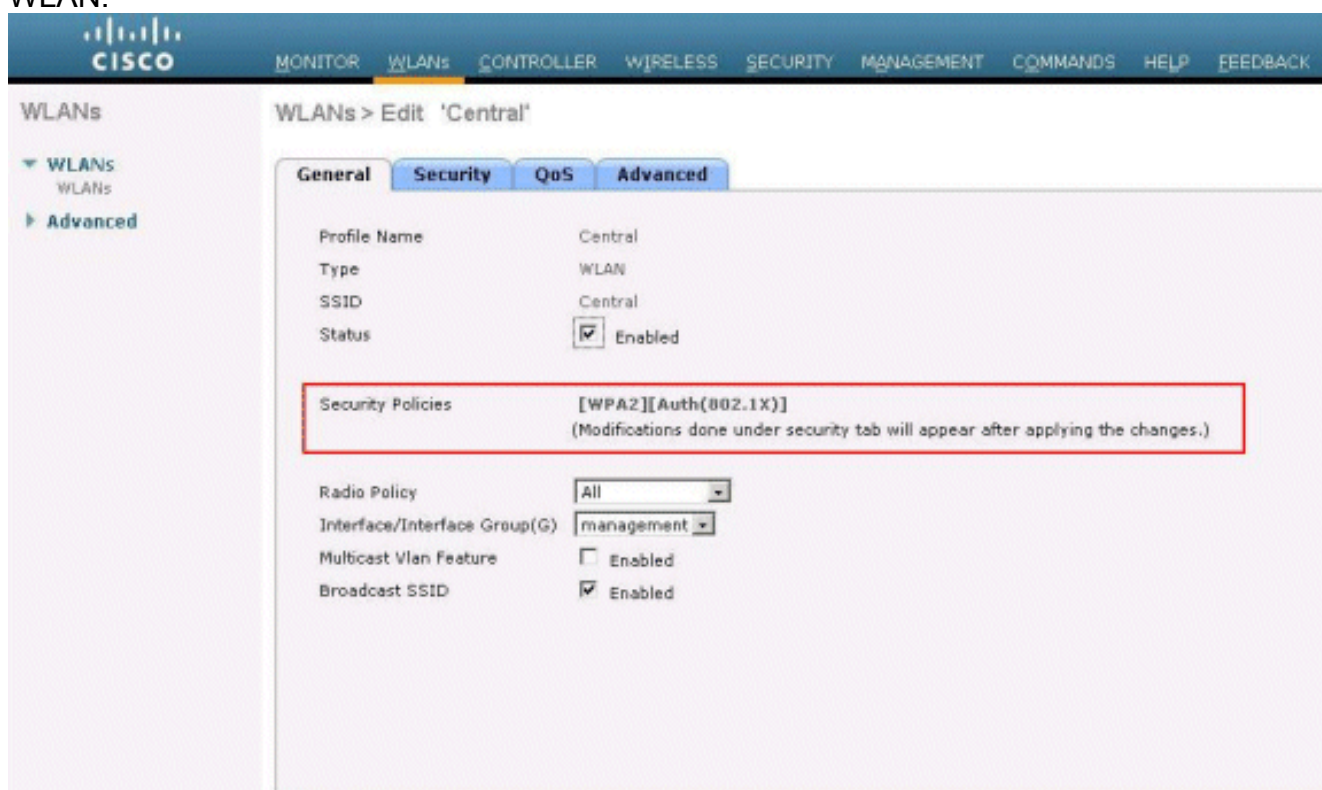 WLAN.
CISCO
MONITOR WLANs CONTROLLER WIRELESS SECURITY MANAGEMENT COMMANDS HELP FEEDBACK
WLANs
WLANs > Edit 'Central'
WLANs
WLANs
Advanced
General Security QoS Advanced
Profile Name Central
Type WLAN
SSID Central
Status Enabled
Security Policies [WPA2][Auth(802.1X)]
(Modifications done under security tab will appear after applying the changes.)
Radio Policy All
Interface/Interface Group(G) management
Multicast Vlan Feature Enabled
Broadcast SSID Enabled